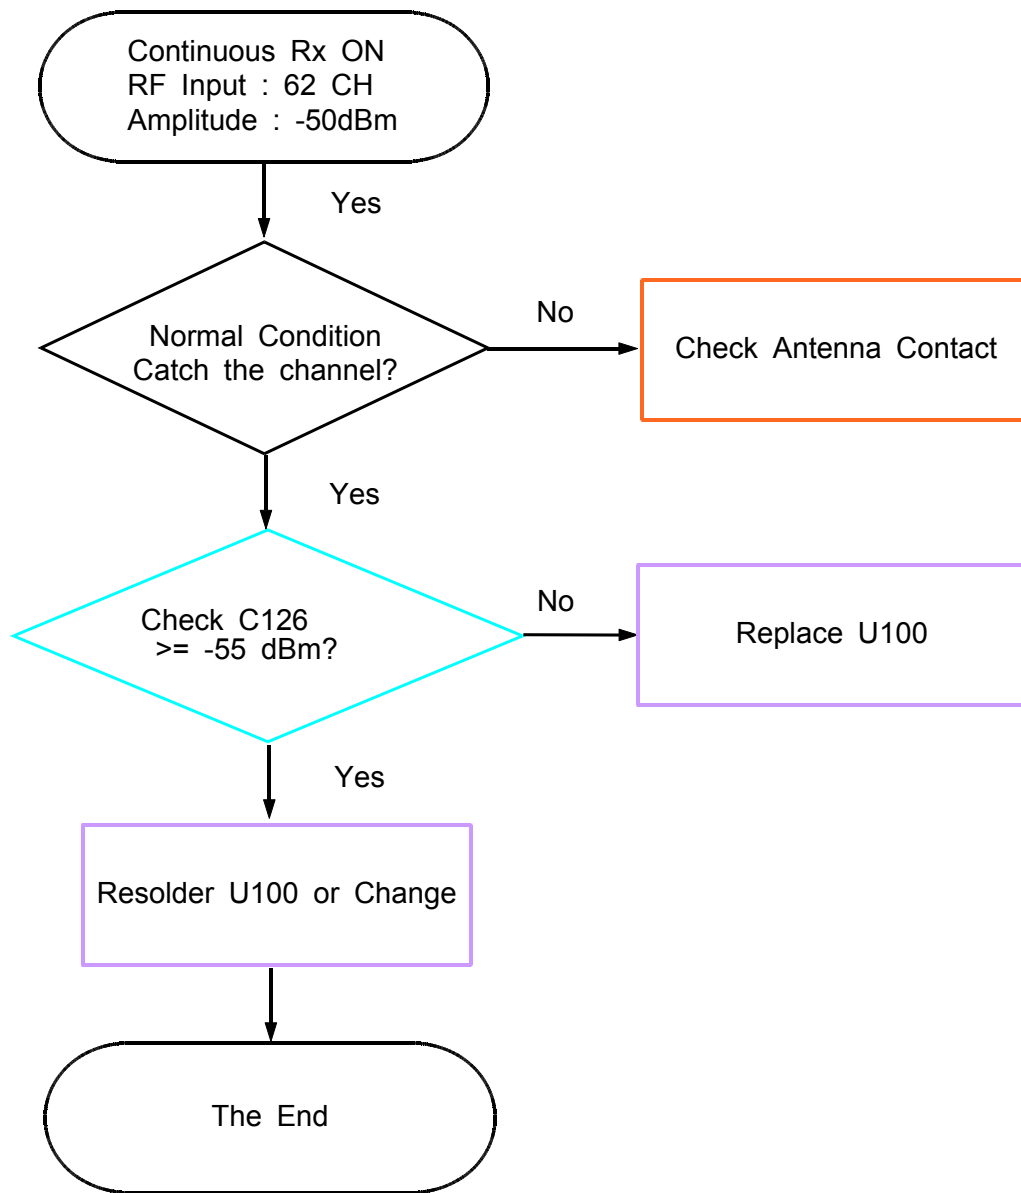 Continuous Rx ON
RF Input : 62 CH
Amplitude : -50dBm
Yes
Normal Condition
Catch the channel?
No
Check Antenna Contact
Yes
Check C126
>= -55 dBm?
No
Replace U100
Yes
Resolder U100 or Change
The End